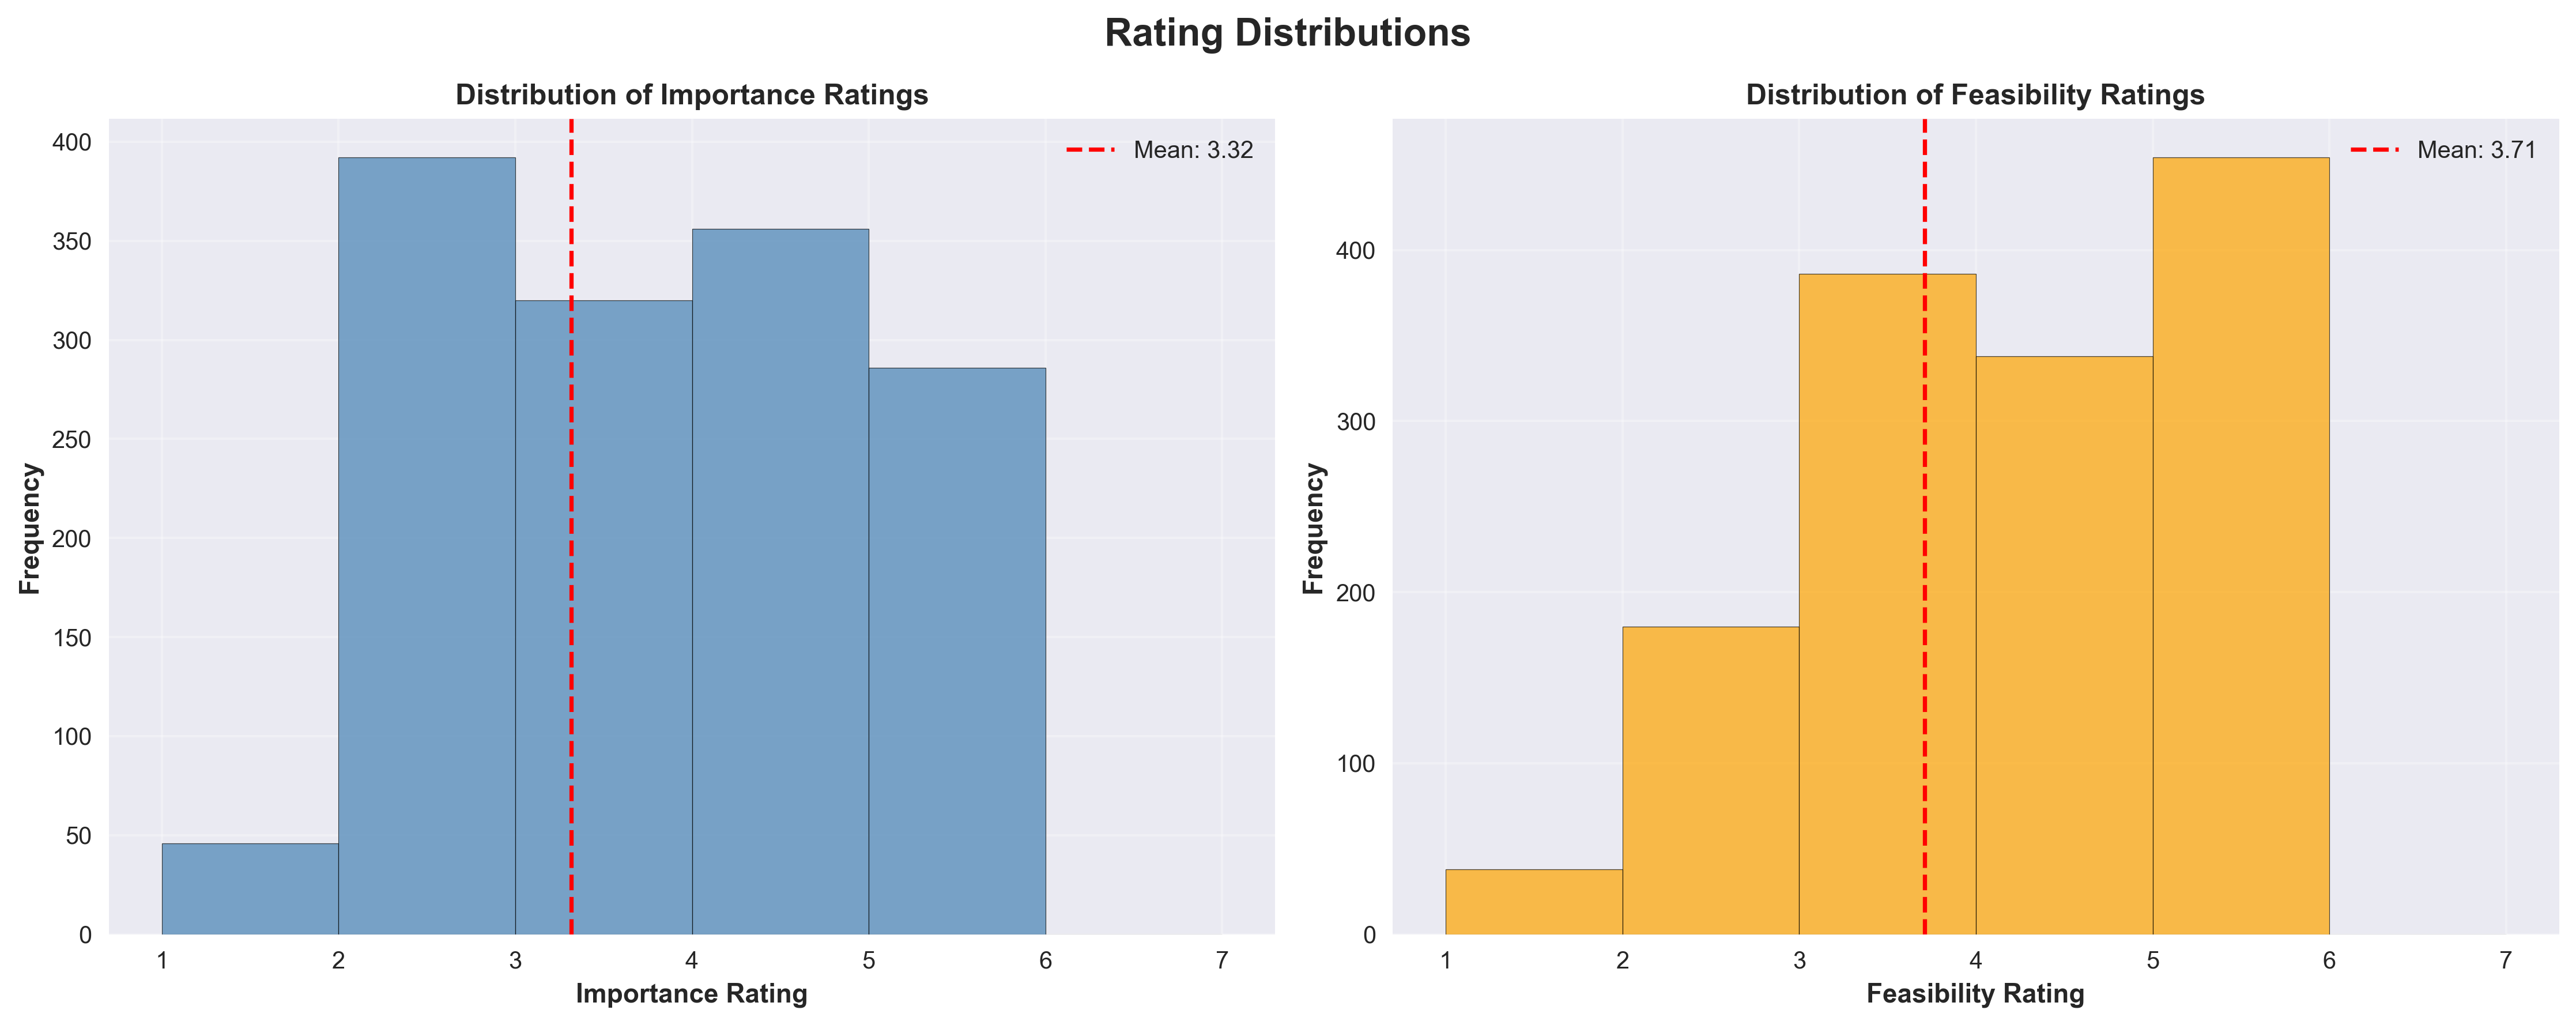 Rating Distributions
Distribution of Importance Ratings
Mean: 3.32
400
350
300
250
200
150
100
50
0
Frequency
1 2 3 4 5 6 7
Importance Rating
Distribution of Feasibility Ratings
Mean: 3.71
400
300
200
100
0
Frequency
1 2 3 4 5 6 7
Feasibility Rating